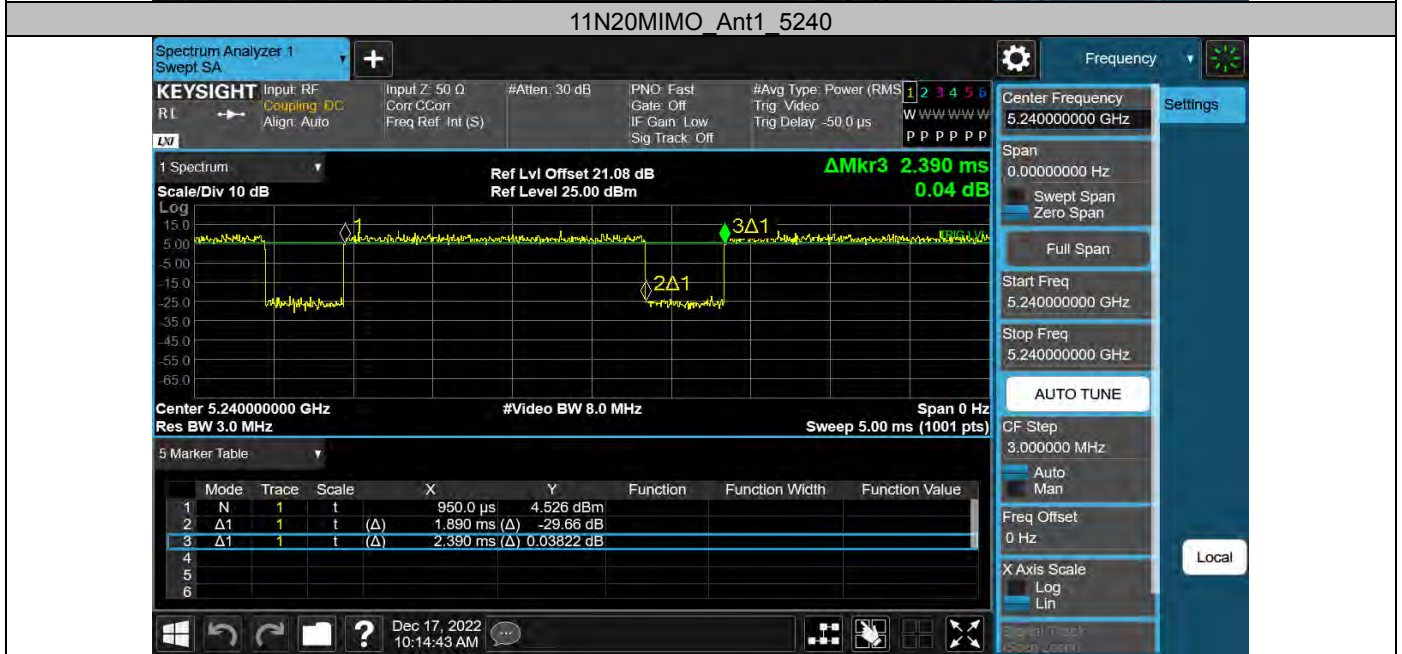 11N20MIMO_Ant1_5240
Spectrum Analyzer 1
Swept SA
Frequency
KEYSIGHT
RL
LXI
Input: RF
Coupling: DC
Align: Auto
Input Z: 50 Ω
Corr CCorr
Freq Ref: Int (S)
#Atten: 30 dB
PNO: Fast
Gate: Off
IF Gain: Low
Sig Track: Off
#Avg Type: Power (RMS
Trig: Video
Trig Delay: -50.0 µs
1 2 3 4 5 6
W W W W W W
P P P P P P
1 Spectrum
Scale/Div 10 dB
Ref Lvl Offset 21.08 dB
Ref Level 25.00 dBm
ΔMkr3 2.390 ms
0.04 dB
Log
15.0
5.00
-5.00
-15.0
-25.0
-35.0
-45.0
-55.0
-65.0
1
2Δ1
3Δ1
TRIG LVL
Center 5.240000000 GHz
#Video BW 8.0 MHz
Span 0 Hz
Res BW 3.0 MHz
Sweep 5.00 ms (1001 pts)
5 Marker Table
Mode Trace Scale X Y Function Function Width Function Value
1 N 1 t 950.0 µs 4.526 dBm
2 Δ1 1 t (Δ) 1.890 ms (Δ) -29.66 dB
3 Δ1 1 t (Δ) 2.390 ms (Δ) 0.03822 dB
4
5
6
Dec 17, 2022
10:14:43 AM
Center Frequency
5.240000000 GHz
Settings
Span
0.00000000 Hz
Swept Span
Zero Span
Full Span
Start Freq
5.240000000 GHz
Stop Freq
5.240000000 GHz
AUTO TUNE
CF Step
3.000000 MHz
Auto
Man
Freq Offset
0 Hz
X Axis Scale
Log
Lin
Local
Signal Track
(Span Zoom)